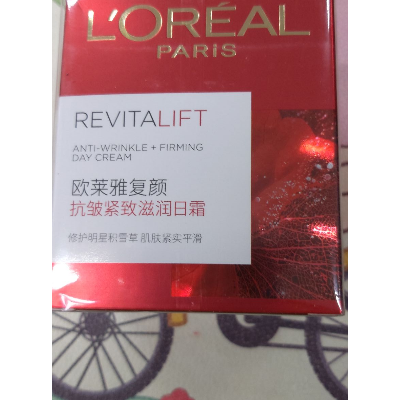 L'ORÉAL
PARIS
REVITALIFT
ANTI-WRINKLE + FIRMING
DAY CREAM
欧莱雅复颜
抗皱紧致滋润日霜
修护明星积雪草 肌肤紧实平滑